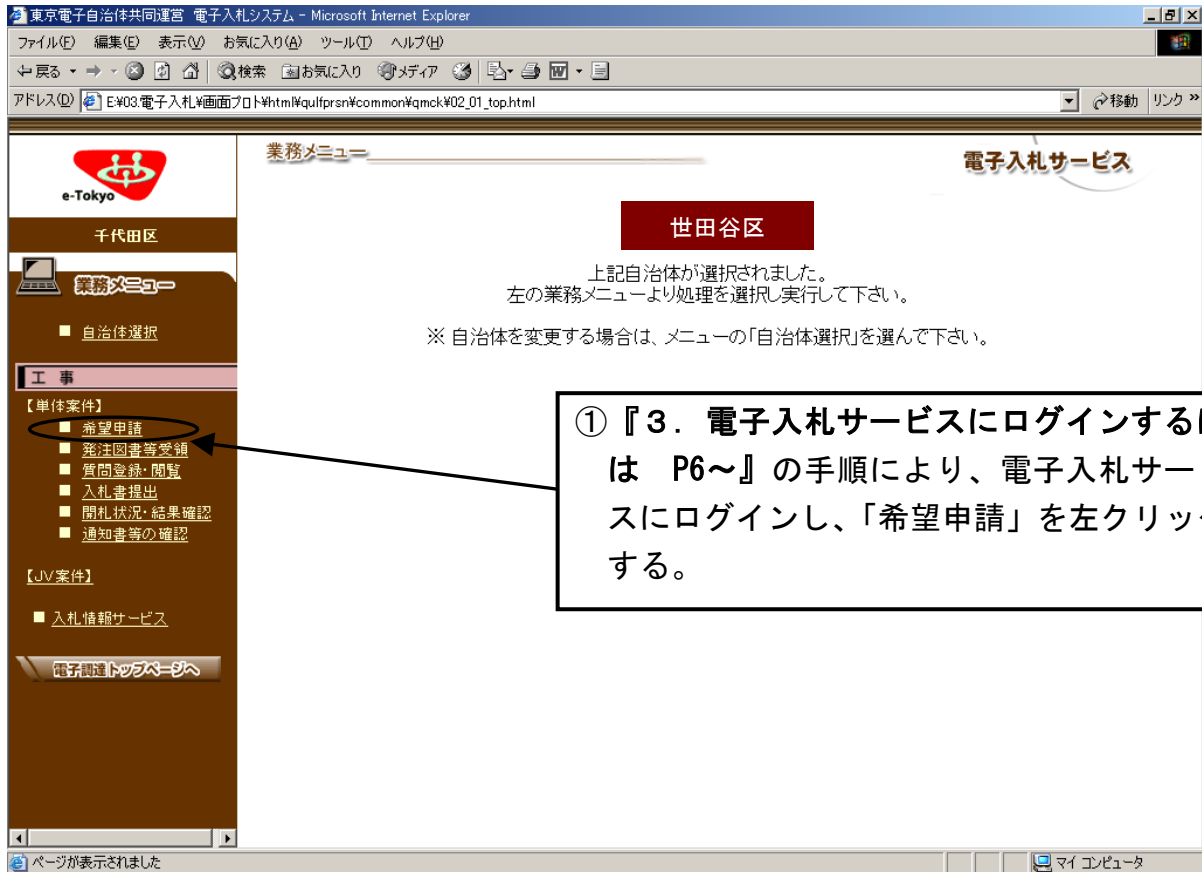 東京電子自治体共同運営 電子入札システム - Microsoft Internet Explorer
ファイル(F) 編集(E) 表示(V) お気に入り(A) ツール(T) ヘルプ(H)
戻る 検索 お気に入り メディア
アドレス(D) E:¥03.電子入札¥画面プロト¥html¥qulfprsn¥common¥qmck¥02_01_top.html 移動 リンク »
e-Tokyo
業務メニュー
電子入札サービス
千代田区
世田谷区
業務メニュー
上記自治体が選択されました。
左の業務メニューより処理を選択し実行して下さい。
■ 自治体選択
※ 自治体を変更する場合は、メニューの「自治体選択」を選んで下さい。
工 事
【単体案件】
■ 希望申請
■ 発注図書等受領
■ 質問登録・閲覧
■ 入札書提出
■ 開札状況・結果確認
■ 通知書等の確認
【JV案件】
■ 入札情報サービス
電子調達トップページへ
①『3. 電子入札サービスにログインする
は P6~』の手順により、電子入札サー
スにログインし、「希望申請」を左クリッ
する。
ページが表示されました
マイ コンピュータ